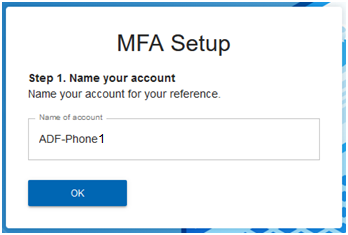 MFA Setup
Step 1. Name your account
Name your account for your reference.
Name of account
ADF-Phone1
OK